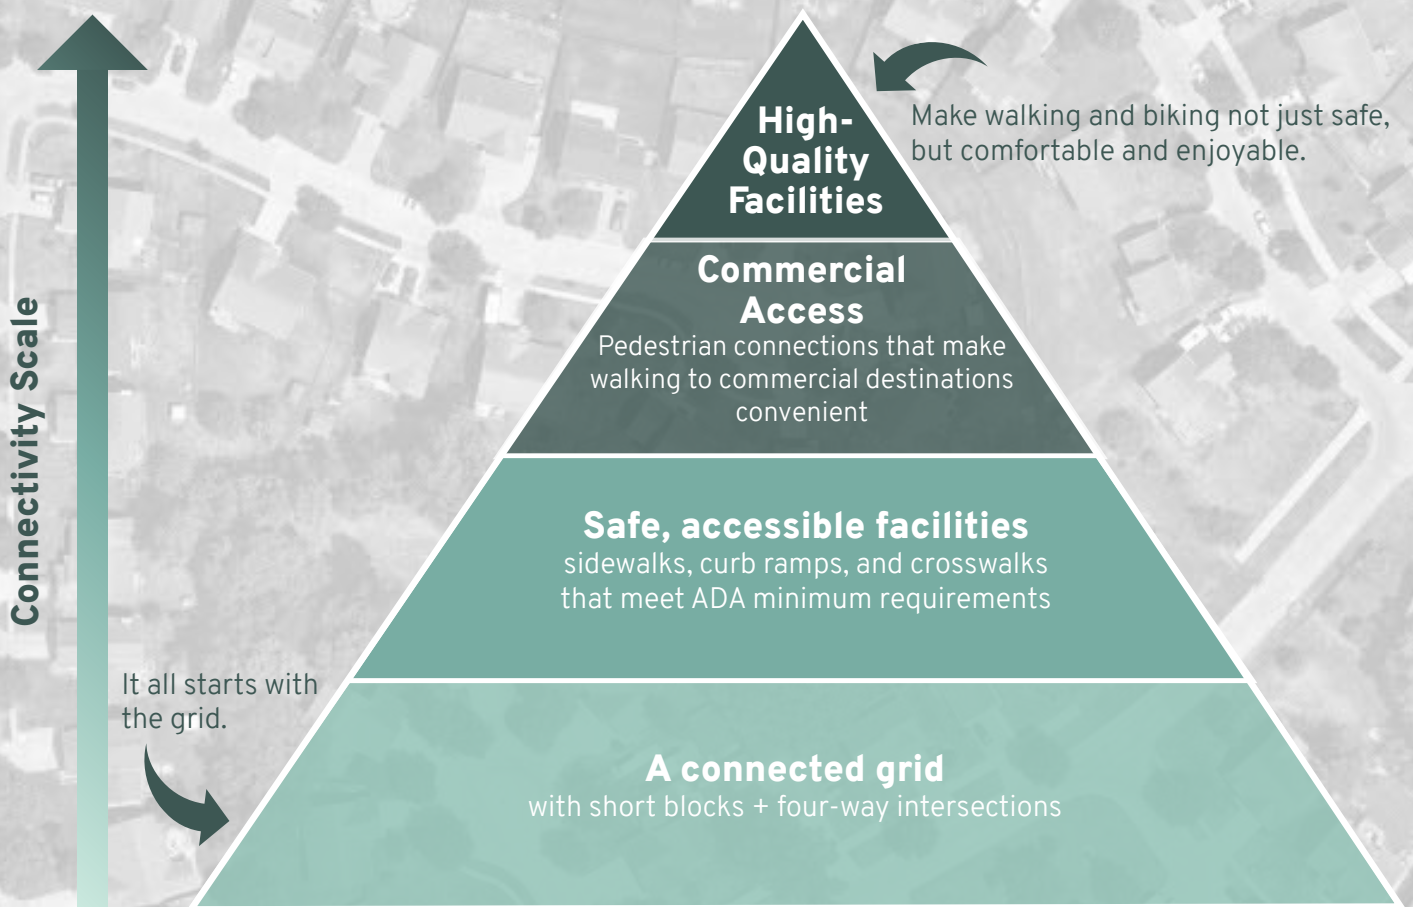 Connectivity Scale
High-
Quality
Facilities
Make walking and biking not just safe,
but comfortable and enjoyable.
Commercial
Access
Pedestrian connections that make
walking to commercial destinations
convenient
Safe, accessible facilities
sidewalks, curb ramps, and crosswalks
that meet ADA minimum requirements
It all starts with
the grid.
A connected grid
with short blocks + four-way intersections